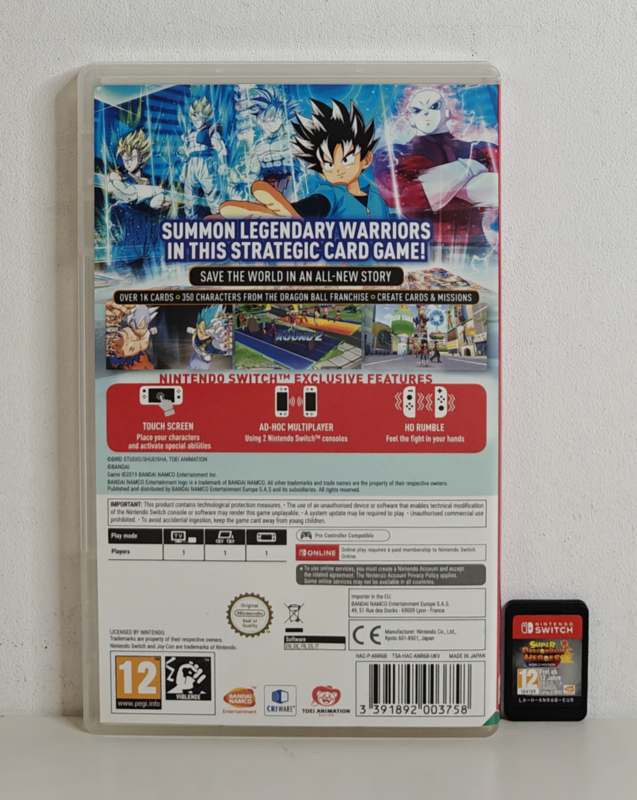 SUMMON LEGENDARY WARRIORS
IN THIS STRATEGIC CARD GAME!
SAVE THE WORLD IN AN ALL-NEW STORY
OVER 1K CARDS • 350 CHARACTERS FROM THE DRAGON BALL FRANCHISE • CREATE CARDS & MISSIONS
ROUND 2
NINTENDO SWITCH™ EXCLUSIVE FEATURES
TOUCH SCREEN
Place your characters
and activate special abilities
AD-HOC MULTIPLAYER
Using 2 Nintendo Switch™ consoles
HD RUMBLE
Feel the fight in your hands
©BIRD STUDIO/SHUEISHA, TOEI ANIMATION
©BANDAI
Game ©2019 BANDAI NAMCO Entertainment Inc.
BANDAI NAMCO Entertainment logo is a trademark of BANDAI NAMCO. All other trademarks and trade names are the property of their respective owners.
Published and distributed by BANDAI NAMCO Entertainment Europe S.A.S and its subsidiaries. All rights reserved.
IMPORTANT: This product contains technological protection measures. • The use of an unauthorised device or software that enables technical modification
of the Nintendo Switch console or software may render this game unplayable. • A system update may be required to play. • Unauthorised commercial use
prohibited. • To avoid accidental ingestion, keep the game card away from young children.
Play mode
TV
Players
1
1
1
Pro Controller Compatible
ONLINE
Online play requires a paid membership to Nintendo Switch
Online.
• To use online services, you must create a Nintendo Account and accept
the related agreement. The Nintendo Account Privacy Policy applies.
Some online services may not be available in all countries.
Importer in the EU:
BANDAI NAMCO Entertainment Europe S.A.S.
49, 51 Rue des Docks · 69009 Lyon · France
Original
Nintendo
Seal of
Quality
Software
EN, DE, FR, ES, IT
CE
Manufacturer: Nintendo Co., Ltd.,
Kyoto 601-8501, Japan
LICENSED BY NINTENDO.
Trademarks are property of their respective owners.
Nintendo Switch and Joy-Con are trademarks of Nintendo.
HAC-P-ANR6B
TSA-HAC-ANR6B-UKV
MADE IN JAPAN
12
www.pegi.info
VIOLENCE
BANDAI
NAMCO
Entertainment
CRIWARE
TOEI ANIMATION
3 391892 003758
NINTENDO
SWITCH
SUPER
DRAGONBALL
HEROES
12
LA-H-ANR6B-EUR